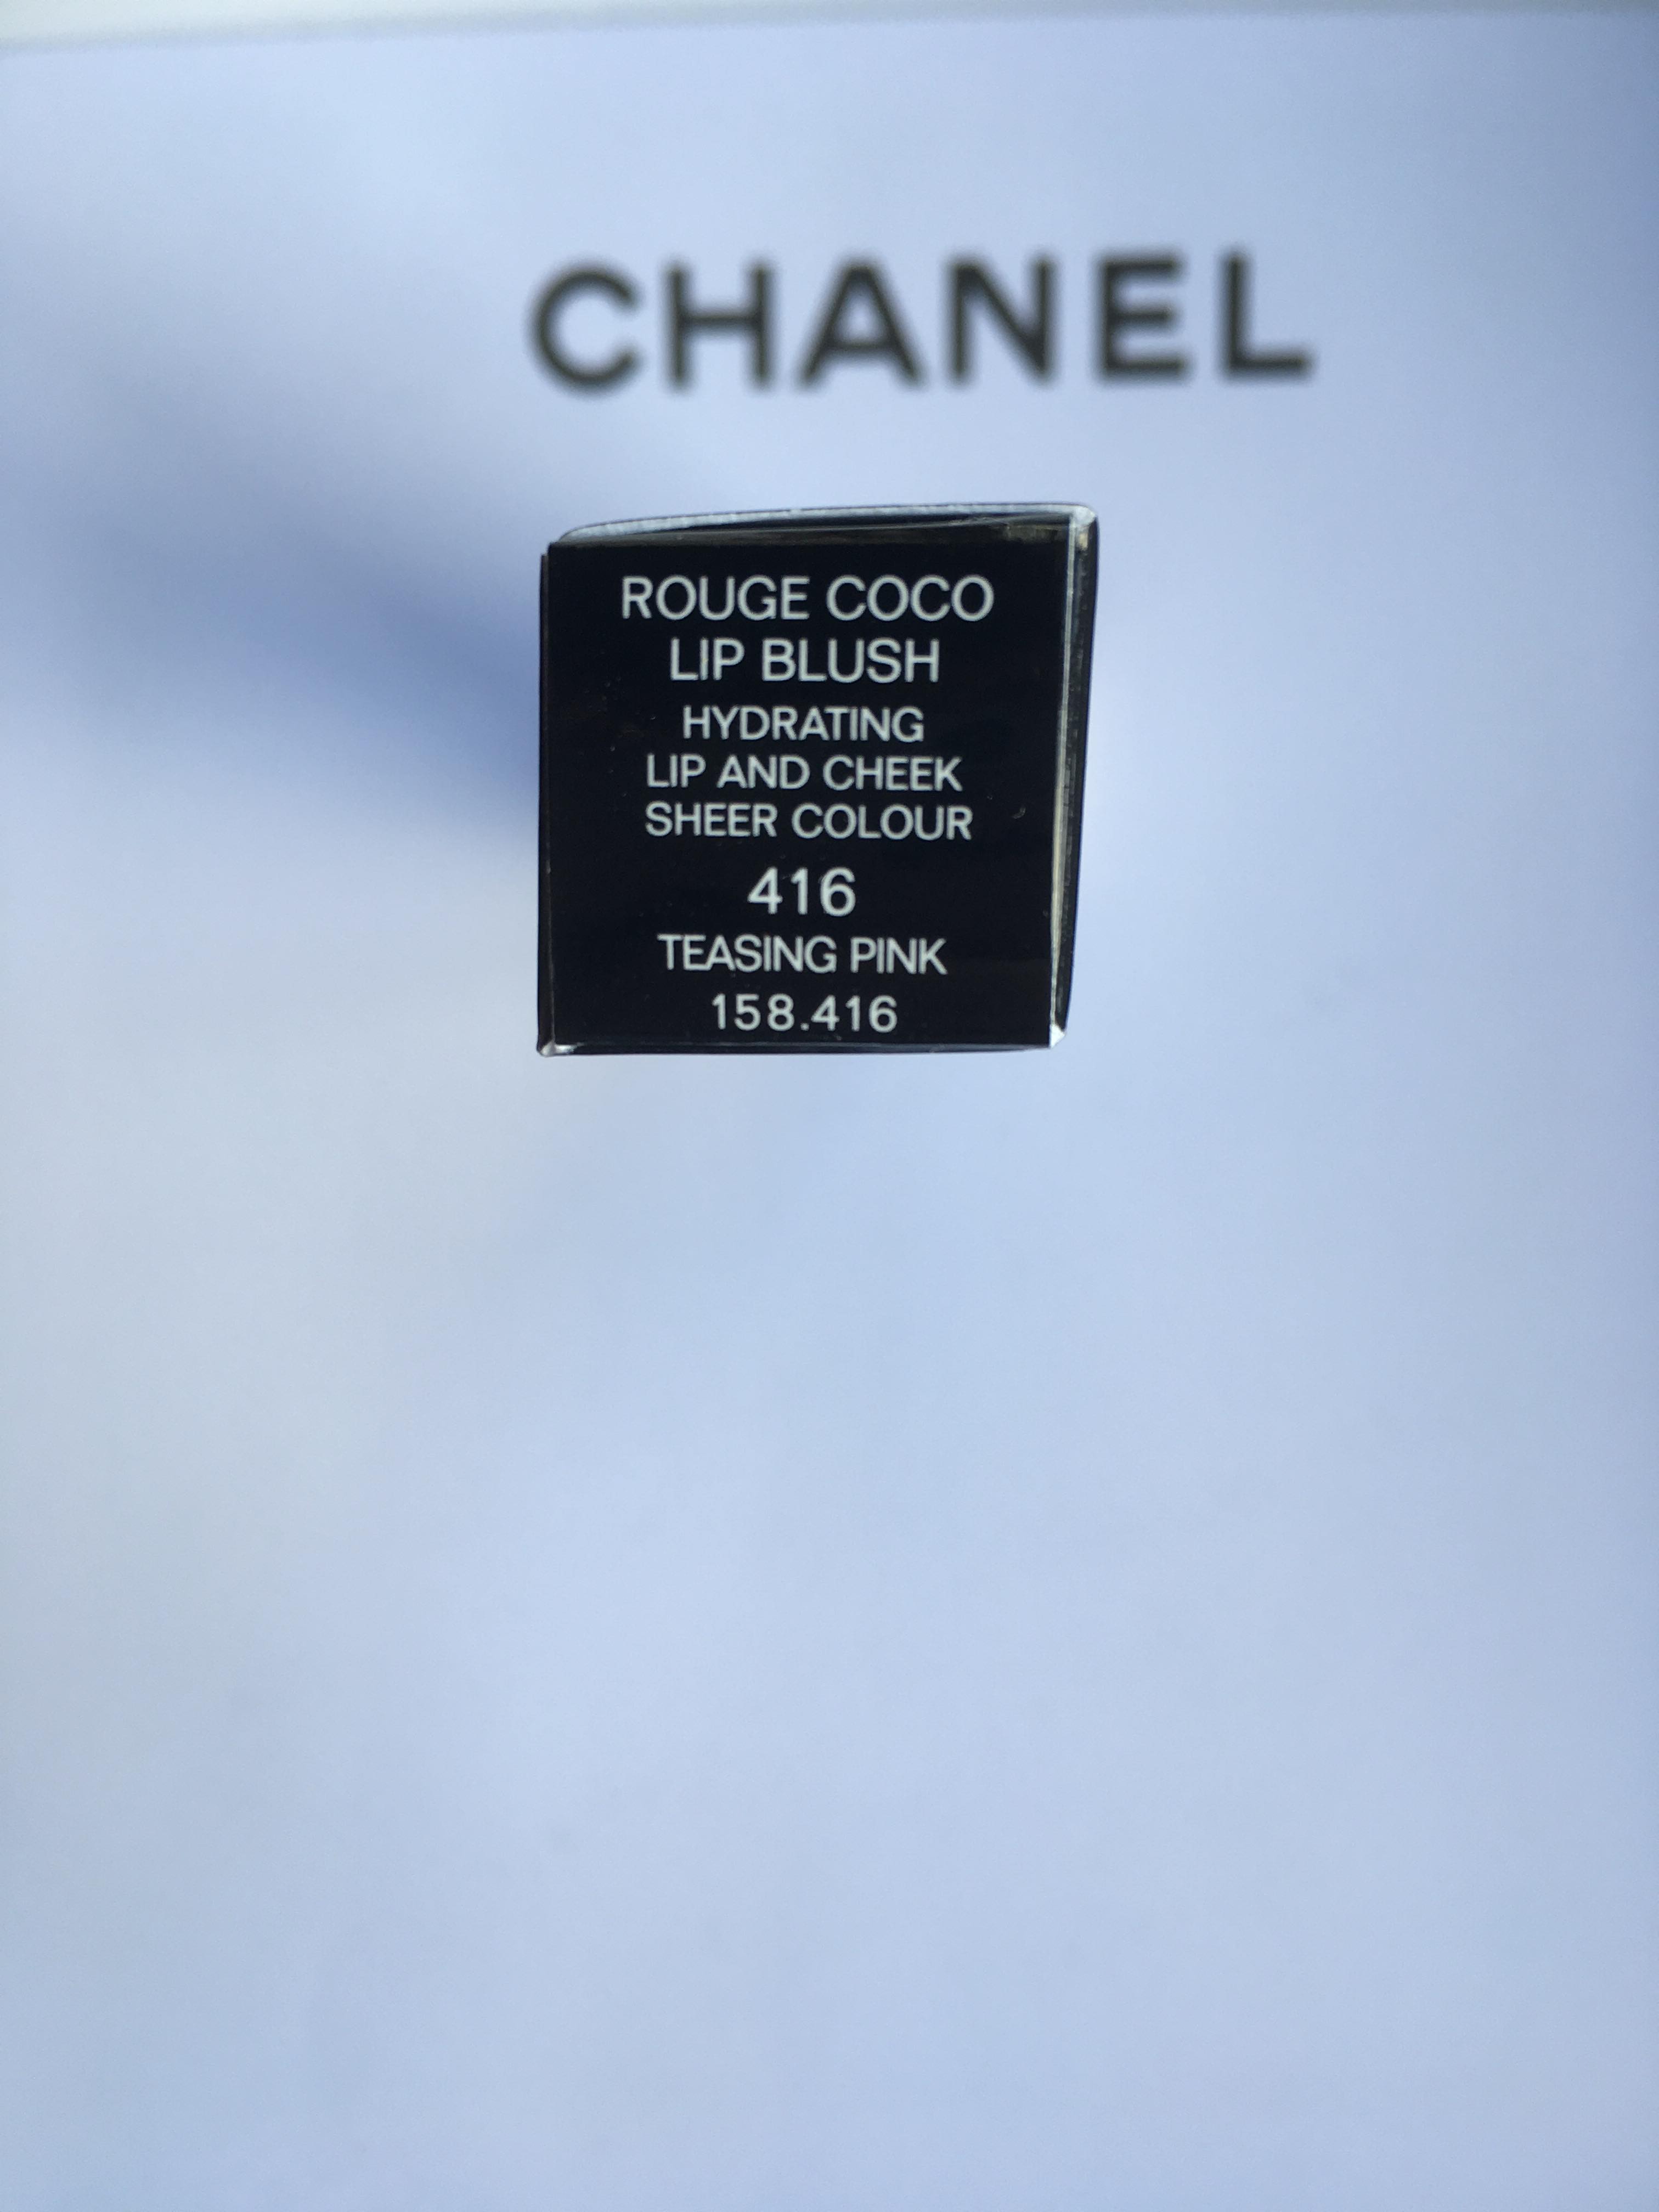 CHANEL
ROUGE COCO
LIP BLUSH
HYDRATING
LIP AND CHEEK
SHEER COLOUR
416
TEASING PINK
158.416